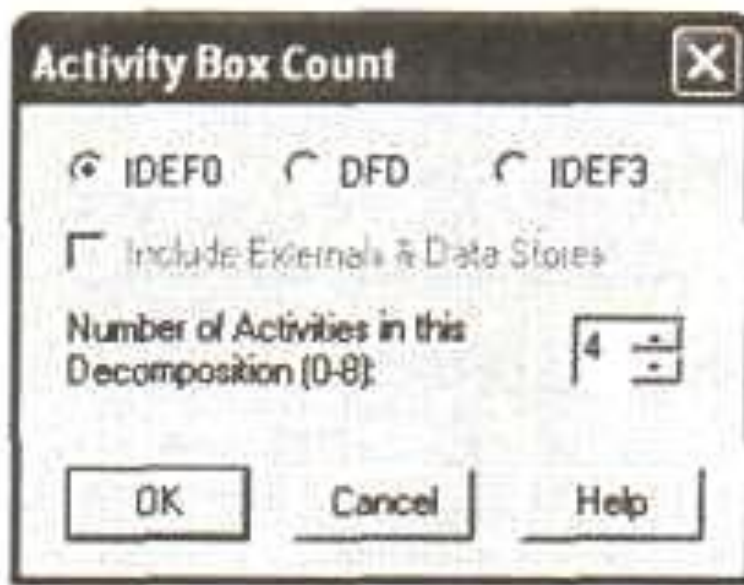 Activity Box Count
IDEF0 DFD IDEF3
Include Externals & Data Stores
Number of Activities in this
Decomposition (0-8):
4
OK Cancel Help